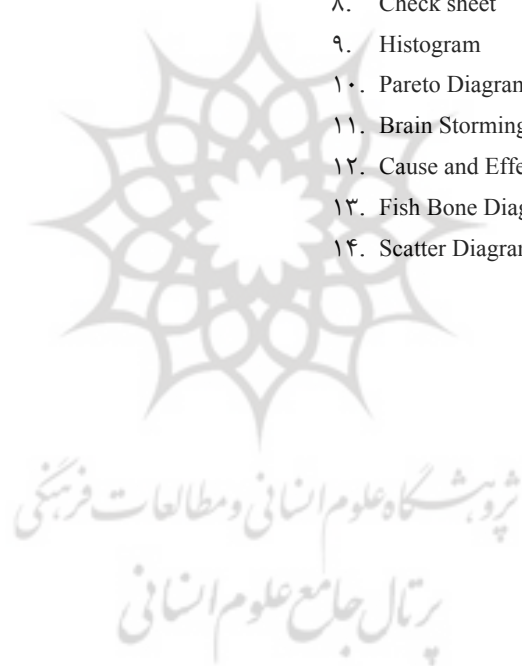 ۸. Check sheet
۹. Histogram
۱۰. Pareto Diagram
۱۱. Brain Storming
۱۲. Cause and Effe
۱۳. Fish Bone Diag
۱۴. Scatter Diagram
پژوهشگاه علوم انسانی و مطالعات فرهنگی
پرتال جامع علوم انسانی